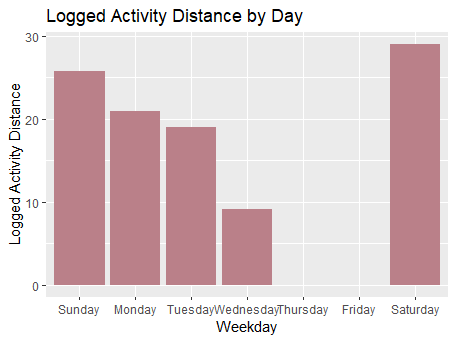 Logged Activity Distance by Day
Logged Activity Distance
30
20
10
0
Sunday Monday Tuesday Wednesday Thursday Friday Saturday
Weekday